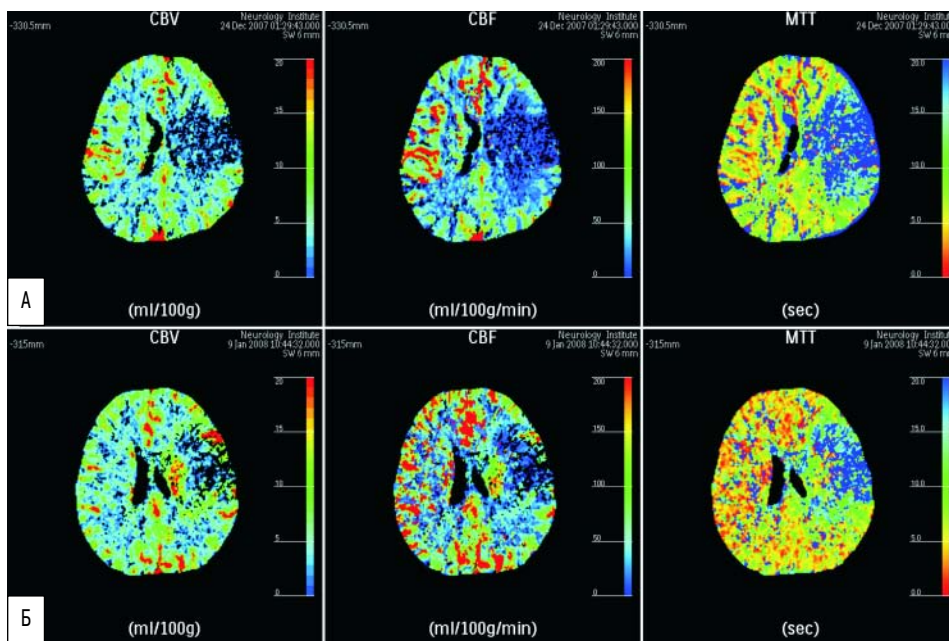 CBV
-330.5mm
Neurology Institute
24 Dec 2007 01:29:43.000
SW 6 mm
20
15
10
5
0
А
(ml/100g)
CBF
-330.5mm
Neurology Institute
24 Dec 2007 01:29:43.000
SW 6 mm
200
150
100
50
0
(ml/100g/min)
MTT
-330.5mm
Neurology Institute
24 Dec 2007 01:29:43.000
SW 6 mm
20.0
15.0
10.0
5.0
0.0
(sec)
CBV
-315mm
Neurology Institute
9 Jan 2008 10:44:32.000
SW 6 mm
20
15
10
5
0
Б
(ml/100g)
CBF
-315mm
Neurology Institute
9 Jan 2008 10:44:32.000
SW 6 mm
200
150
100
50
0
(ml/100g/min)
MTT
-315mm
Neurology Institute
9 Jan 2008 10:44:32.000
SW 6 mm
20.0
15.0
10.0
5.0
0.0
(sec)